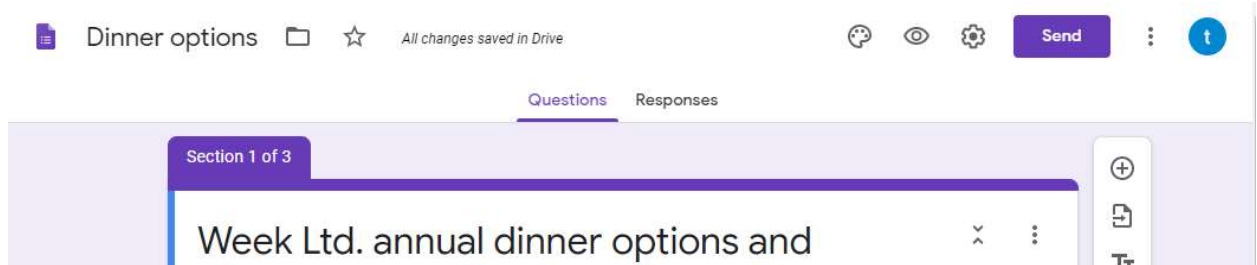 Dinner options
All changes saved in Drive
Send
t
Questions Responses
Section 1 of 3
Week Ltd. annual dinner options and
Tт